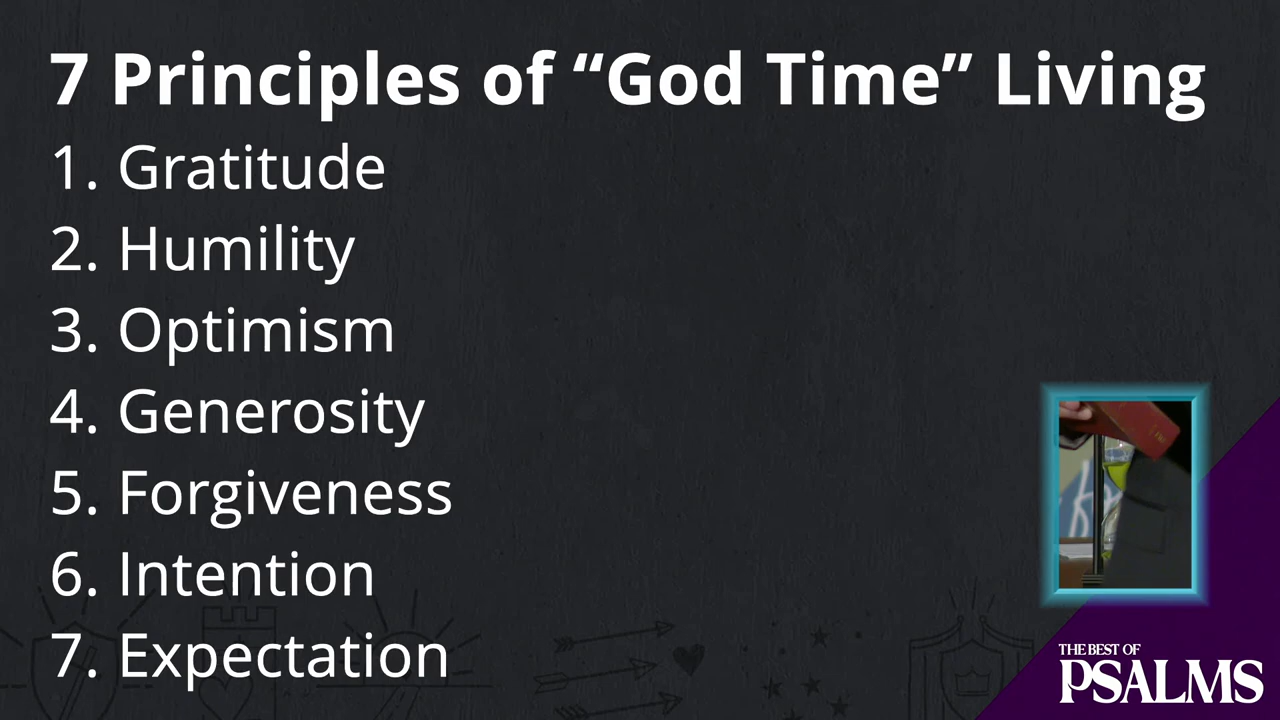 7 Principles of “God Time” Living
1. Gratitude
2. Humility
3. Optimism
4. Generosity
5. Forgiveness
6. Intention
7. Expectation
THE BEST OF
PSALMS